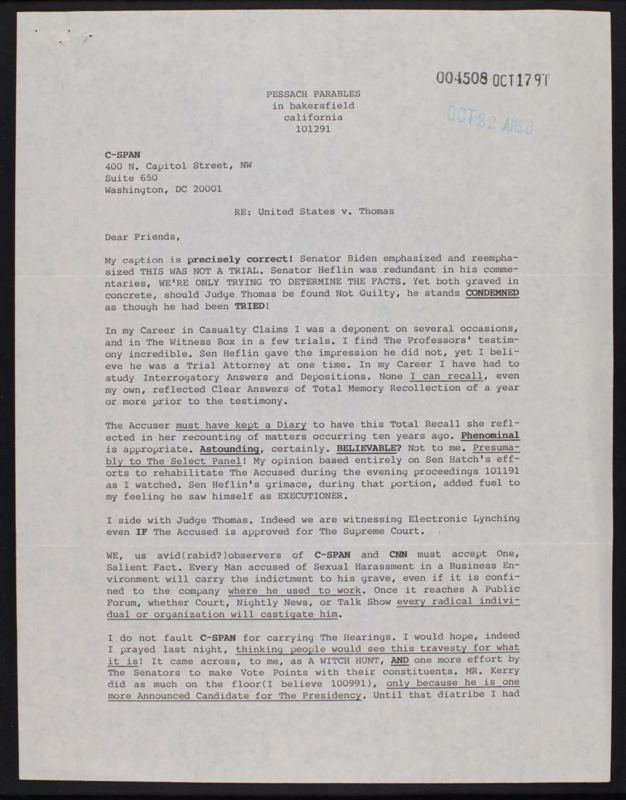 004508 OCT 17 91
OCT 22 ANSD
PESSACH PARABLES
in bakersfield
california
101291
C-SPAN
400 N. Capitol Street, NW
Suite 650
Washington, DC 20001
RE: United States v. Thomas
Dear Friends,
My caption is precisely correct! Senator Biden emphasized and reempha-
sized THIS WAS NOT A TRIAL. Senator Heflin was redundant in his comme-
ntaries, WE'RE ONLY TRYING TO DETERMINE THE FACTS. Yet both graved in
concrete, should Judge Thomas be found Not Guilty, he stands CONDEMNED
as though he had been TRIED!
In my Career in Casualty Claims I was a deponent on several occasions,
and in The Witness Box in a few trials. I find The Professors' testim-
ony incredible. Sen Heflin gave the impression he did not, yet I beli-
eve he was a Trial Attorney at one time. In my Career I have had to
study Interrogatory Answers and Depositions. None I can recall, even
my own, reflected Clear Answers of Total Memory Recollection of a year
or more prior to the testimony.
The Accuser must have kept a Diary to have this Total Recall she refl-
ected in her recounting of matters occurring ten years ago. Phenominal
is appropriate. Astounding, certainly. BELIEVABLE? Not to me. Presuma-
bly to The Select Panel! My opinion based entirely on Sen Hatch's eff-
orts to rehabilitate The Accused during the evening proceedings 101191
as I watched. Sen Heflin's grimace, during that portion, added fuel to
my feeling he saw himself as EXECUTIONER.
I side with Judge Thomas. Indeed we are witnessing Electronic Lynching
even IF The Accused is approved for The Supreme Court.
WE, us avid(rabid?)observers of C-SPAN and CNN must accept One,
Salient Fact. Every Man accused of Sexual Harassment in a Business En-
vironment will carry the indictment to his grave, even if it is confi-
ned to the company where he used to work. Once it reaches A Public
Forum, whether Court, Nightly News, or Talk Show every radical indivi-
dual or organization will castigate him.
I do not fault C-SPAN for carrying The Hearings. I would hope, indeed
I prayed last night, thinking people would see this travesty for what
it is! It came across, to me, as A WITCH HUNT, AND one more effort by
The Senators to make Vote Points with their constituents. MR. Kerry
did as much on the floor(I believe 100991), only because he is one
more Announced Candidate for The Presidency. Until that diatribe I had